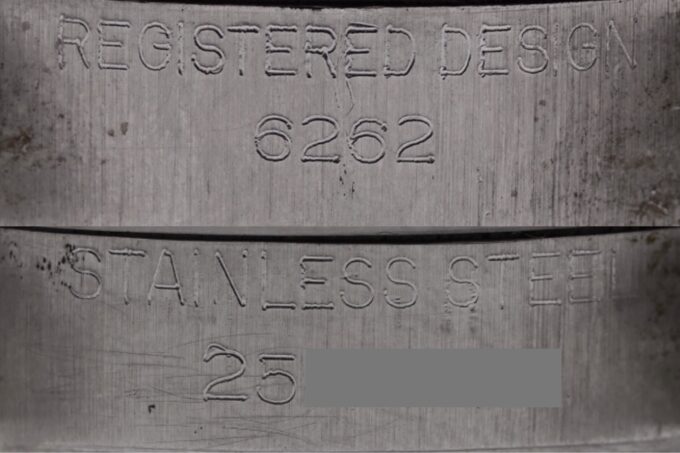 REGISTERED DESIGN
6262
STAINLESS STEEL
25